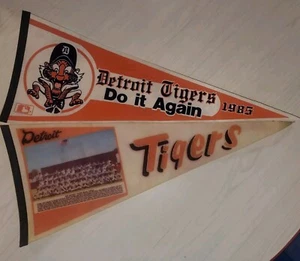 Detroit Tigers
Do it Again 1985
Detroit
Tigers